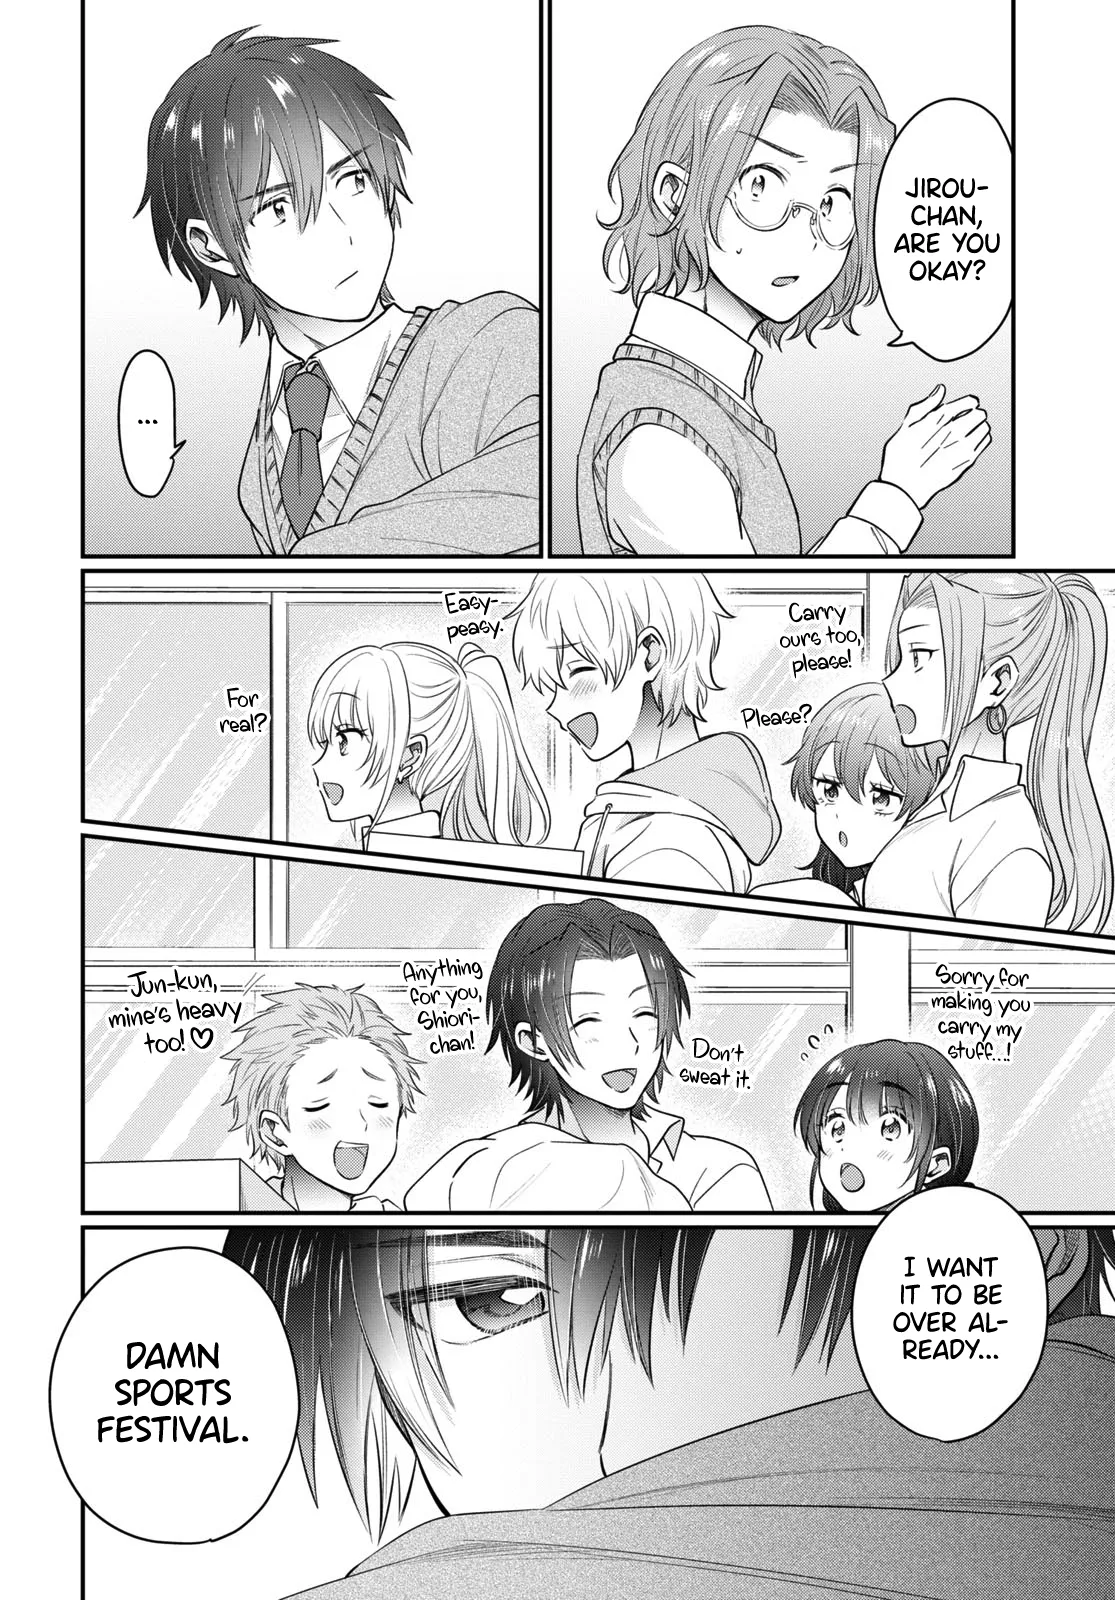 JIROU-
CHAN,
ARE YOU
OKAY?
...
Carry
ours too,
please!
Please?
Easy-
peasy.
For
real?
Sorry for
making you
carry my
stuff...!
Don't
sweat it.
Anything
for you,
Shiori-
chan!
Jun-kun,
mine's heavy
too! ♡
I WANT
IT TO BE
OVER AL-
READY...
DAMN
SPORTS
FESTIVAL.